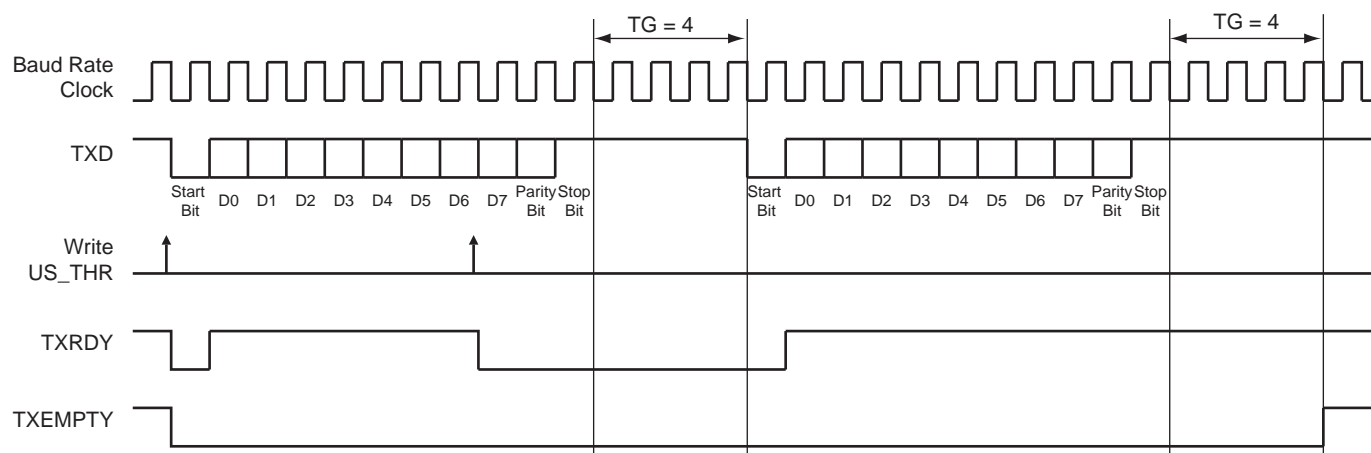 TG = 4
TG = 4
Baud Rate
Clock
TXD
Start
Bit
D0
D1
D2
D3
D4
D5
D6
D7
Parity
Bit
Stop
Bit
Start
Bit
D0
D1
D2
D3
D4
D5
D6
D7
Parity
Bit
Stop
Bit
Write
US_THR
TXRDY
TXEMPTY